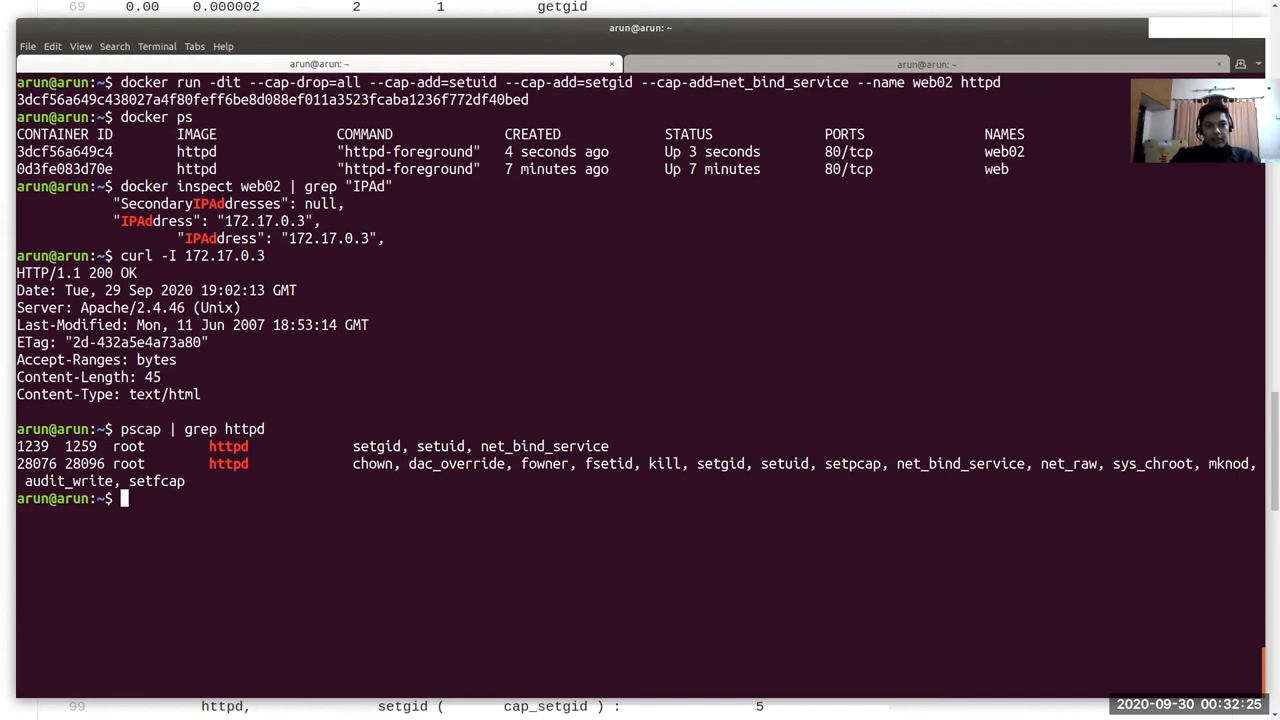 69 0.00 0.000002 2 1 getgid
arun@arun: ~
File Edit View Search Terminal Tabs Help
arun@arun: ~ × arun@arun: ~ ×
arun@arun:~$ docker run -dit --cap-drop=all --cap-add=setuid --cap-add=setgid --cap-add=net_bind_service --name web02 httpd
3dcf56a649c438027a4f80feff6be8d088ef011a3523fcaba1236f772df40bed
arun@arun:~$ docker ps
CONTAINER ID IMAGE COMMAND CREATED STATUS PORTS NAMES
3dcf56a649c4 httpd "httpd-foreground" 4 seconds ago Up 3 seconds 80/tcp web02
0d3fe083d70e httpd "httpd-foreground" 7 minutes ago Up 7 minutes 80/tcp web
arun@arun:~$ docker inspect web02 | grep "IPAd"
"SecondaryIPAddresses": null,
"IPAddress": "172.17.0.3",
"IPAddress": "172.17.0.3",
arun@arun:~$ curl -I 172.17.0.3
HTTP/1.1 200 OK
Date: Tue, 29 Sep 2020 19:02:13 GMT
Server: Apache/2.4.46 (Unix)
Last-Modified: Mon, 11 Jun 2007 18:53:14 GMT
ETag: "2d-432a5e4a73a80"
Accept-Ranges: bytes
Content-Length: 45
Content-Type: text/html
arun@arun:~$ pscap | grep httpd
1239 1259 root httpd setgid, setuid, net_bind_service
28076 28096 root httpd chown, dac_override, fowner, fsetid, kill, setgid, setuid, setpcap, net_bind_service, net_raw, sys_chroot, mknod,
audit_write, setfcap
arun@arun:~$
99 httpd, setgid ( cap_setgid ) : 5
2020-09-30 00:32:25